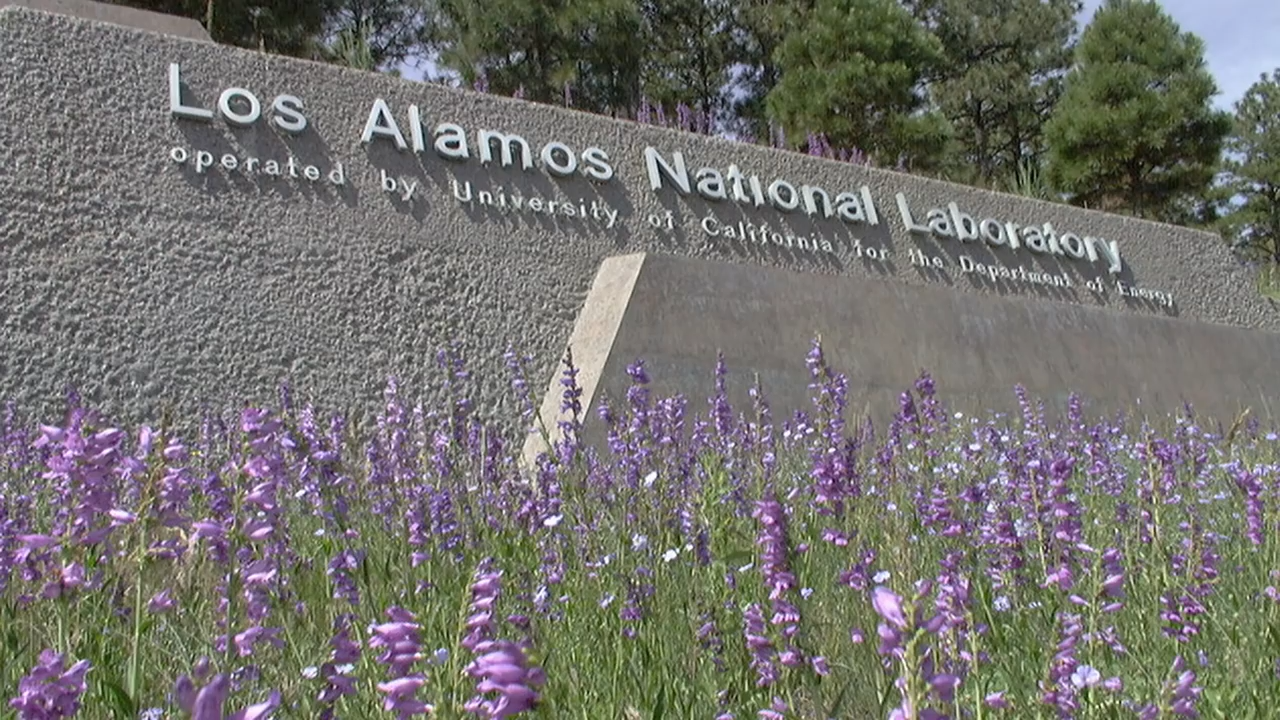 Los Alamos National Laboratory
operated by University of California for the Department of Energy